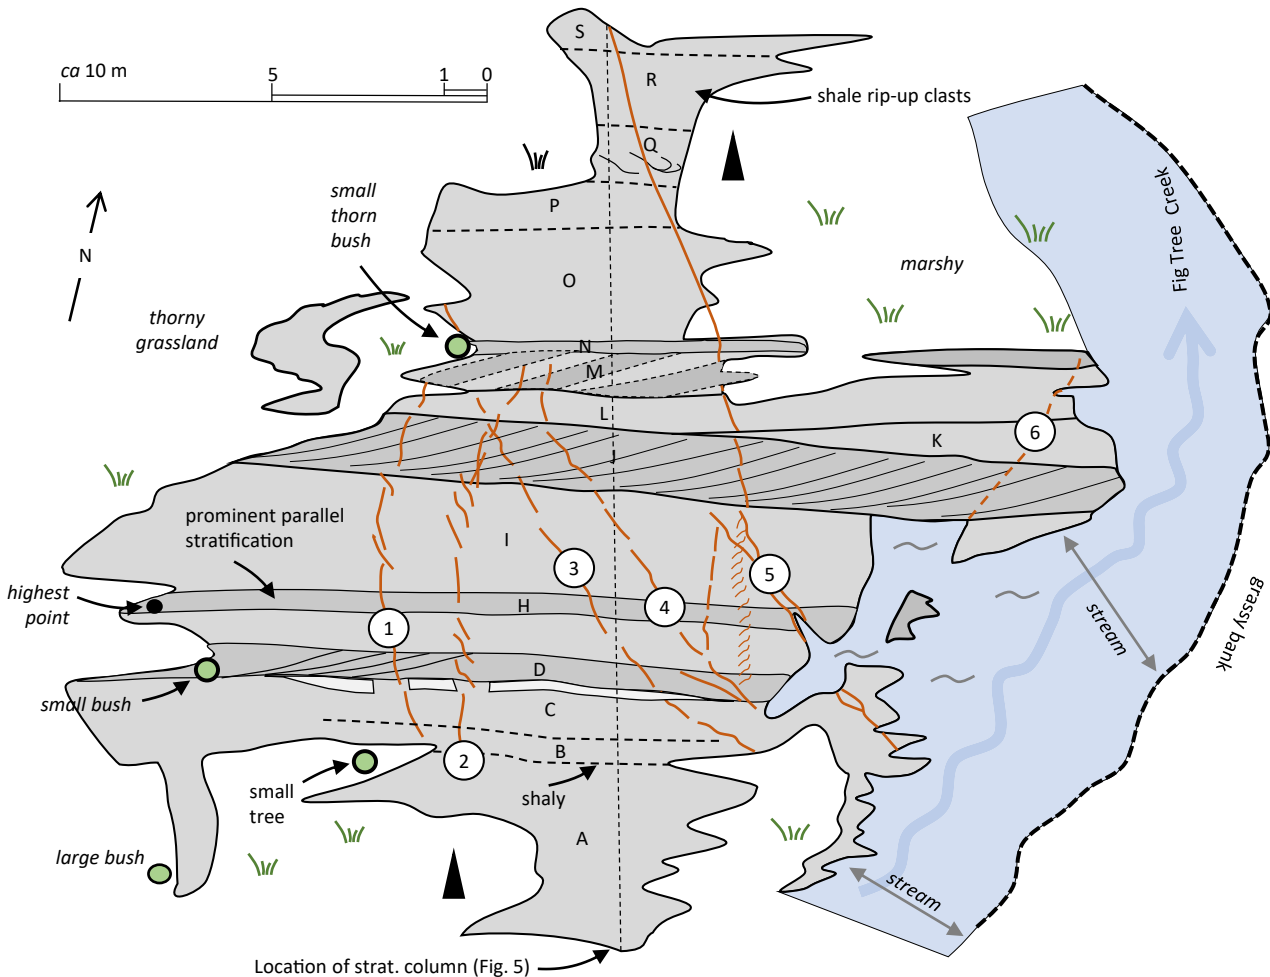 S
ca 10 m
5
1
0
R
shale rip-up clasts
Q
small
thorn
bush
P
N
Fig Tree Creek
marshy
O
thorny
grassland
N
M
L
K
6
prominent parallel
stratification
I
3
5
highest
point
H
4
1
grassy bank
stream
D
small bush
C
B
2
small
tree
shaly
A
large bush
stream
Location of strat. column (Fig. 5)